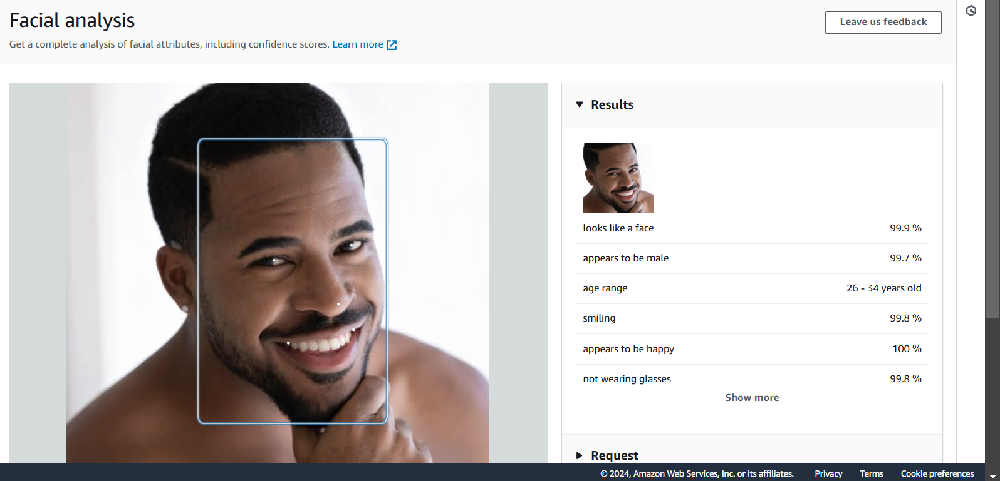 Facial analysis
Leave us feedback
Get a complete analysis of facial attributes, including confidence scores. Learn more
Results
looks like a face 99.9 %
appears to be male 99.7 %
age range 26 - 34 years old
smiling 99.8 %
appears to be happy 100 %
not wearing glasses 99.8 %
Show more
Request
© 2024, Amazon Web Services, Inc. or its affiliates. Privacy Terms Cookie preferences